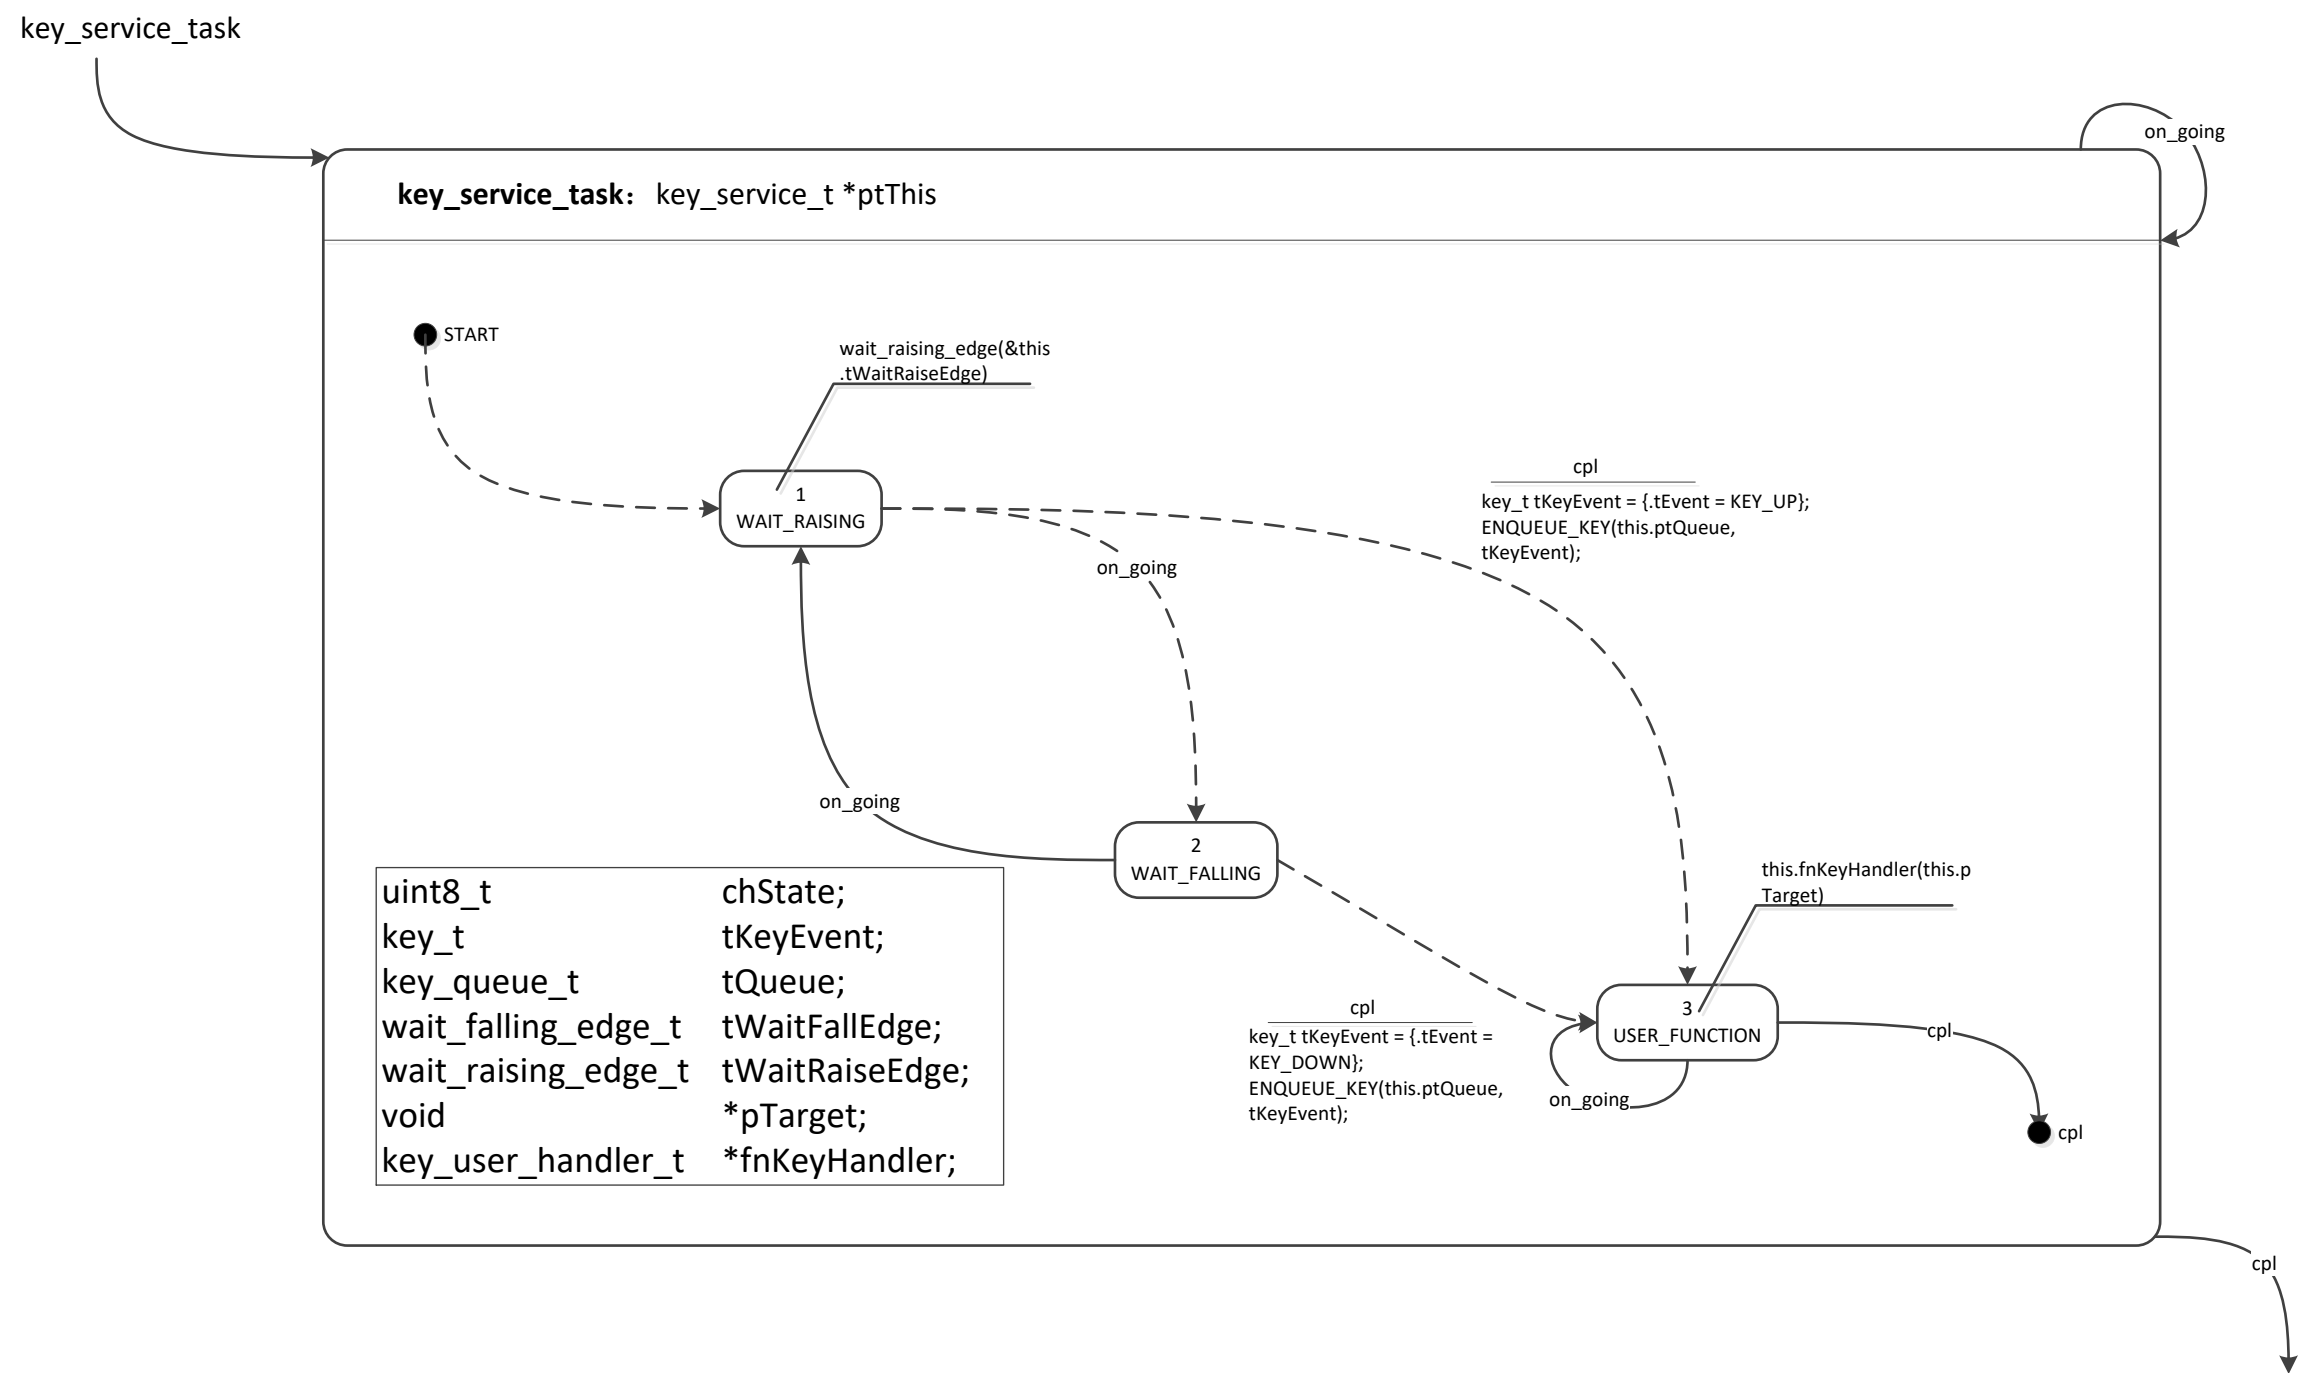 key_service_task
on_going
key_service_task：key_service_t *ptThis
START
wait_raising_edge(&this
.tWaitRaiseEdge)
1
WAIT_RAISING
cpl
key_t tKeyEvent = {.tEvent = KEY_UP};
ENQUEUE_KEY(this.ptQueue,
tKeyEvent);
on_going
on_going
2
WAIT_FALLING
this.fnKeyHandler(this.p
Target)
uint8_t chState;
key_t tKeyEvent;
key_queue_t tQueue;
wait_falling_edge_t tWaitFallEdge;
wait_raising_edge_t tWaitRaiseEdge;
void *pTarget;
key_user_handler_t *fnKeyHandler;
cpl
key_t tKeyEvent = {.tEvent =
KEY_DOWN};
ENQUEUE_KEY(this.ptQueue,
tKeyEvent);
3
USER_FUNCTION
on_going
cpl
cpl
cpl